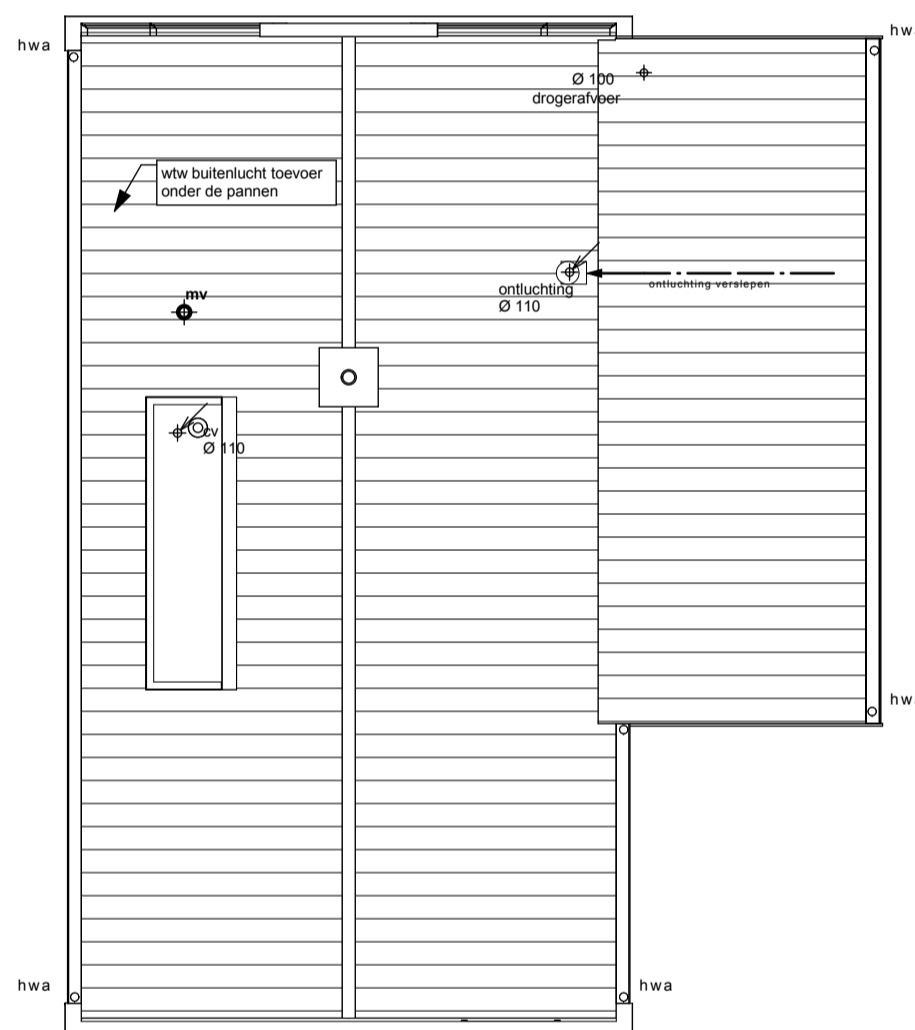 hwa
hwa
Ø 100
drogerafvoer
wtw buitenlucht toevoer
onder de pannen
ontluchting
Ø 110
ontluchting verslepen
mv
cv
Ø 110
hwa
hwa
hwa